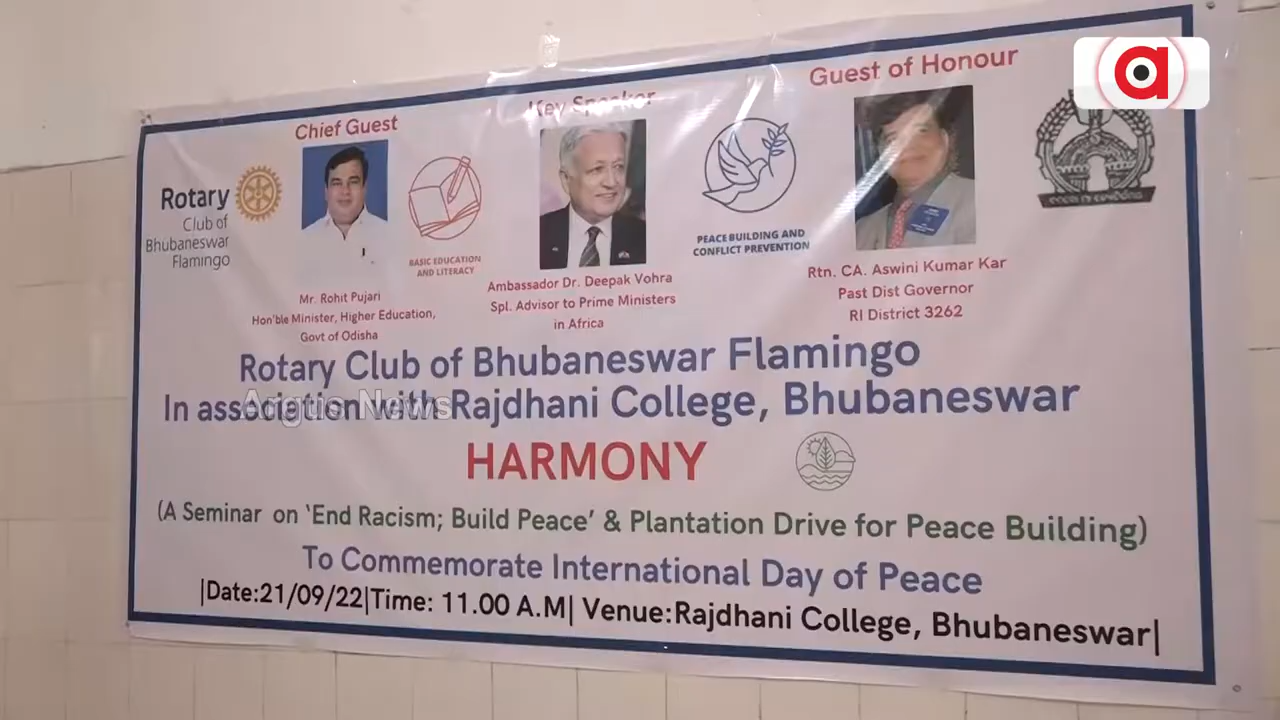 Chief Guest
Key Speaker
Guest of Honour
Rotary
Club of
Bhubaneswar
Flamingo
BASIC EDUCATION
AND LITERACY
PEACE BUILDING AND
CONFLICT PREVENTION
Mr. Rohit Pujari
Hon'ble Minister, Higher Education,
Govt of Odisha
Ambassador Dr. Deepak Vohra
Spl. Advisor to Prime Ministers
in Africa
Rtn. CA. Aswini Kumar Kar
Past Dist Governor
RI District 3262
Rotary Club of Bhubaneswar Flamingo
In association with Rajdhani College, Bhubaneswar
Argus News
HARMONY
(A Seminar on 'End Racism; Build Peace' & Plantation Drive for Peace Building)
To Commemorate International Day of Peace
|Date:21/09/22|Time: 11.00 A.M| Venue:Rajdhani College, Bhubaneswar|
a